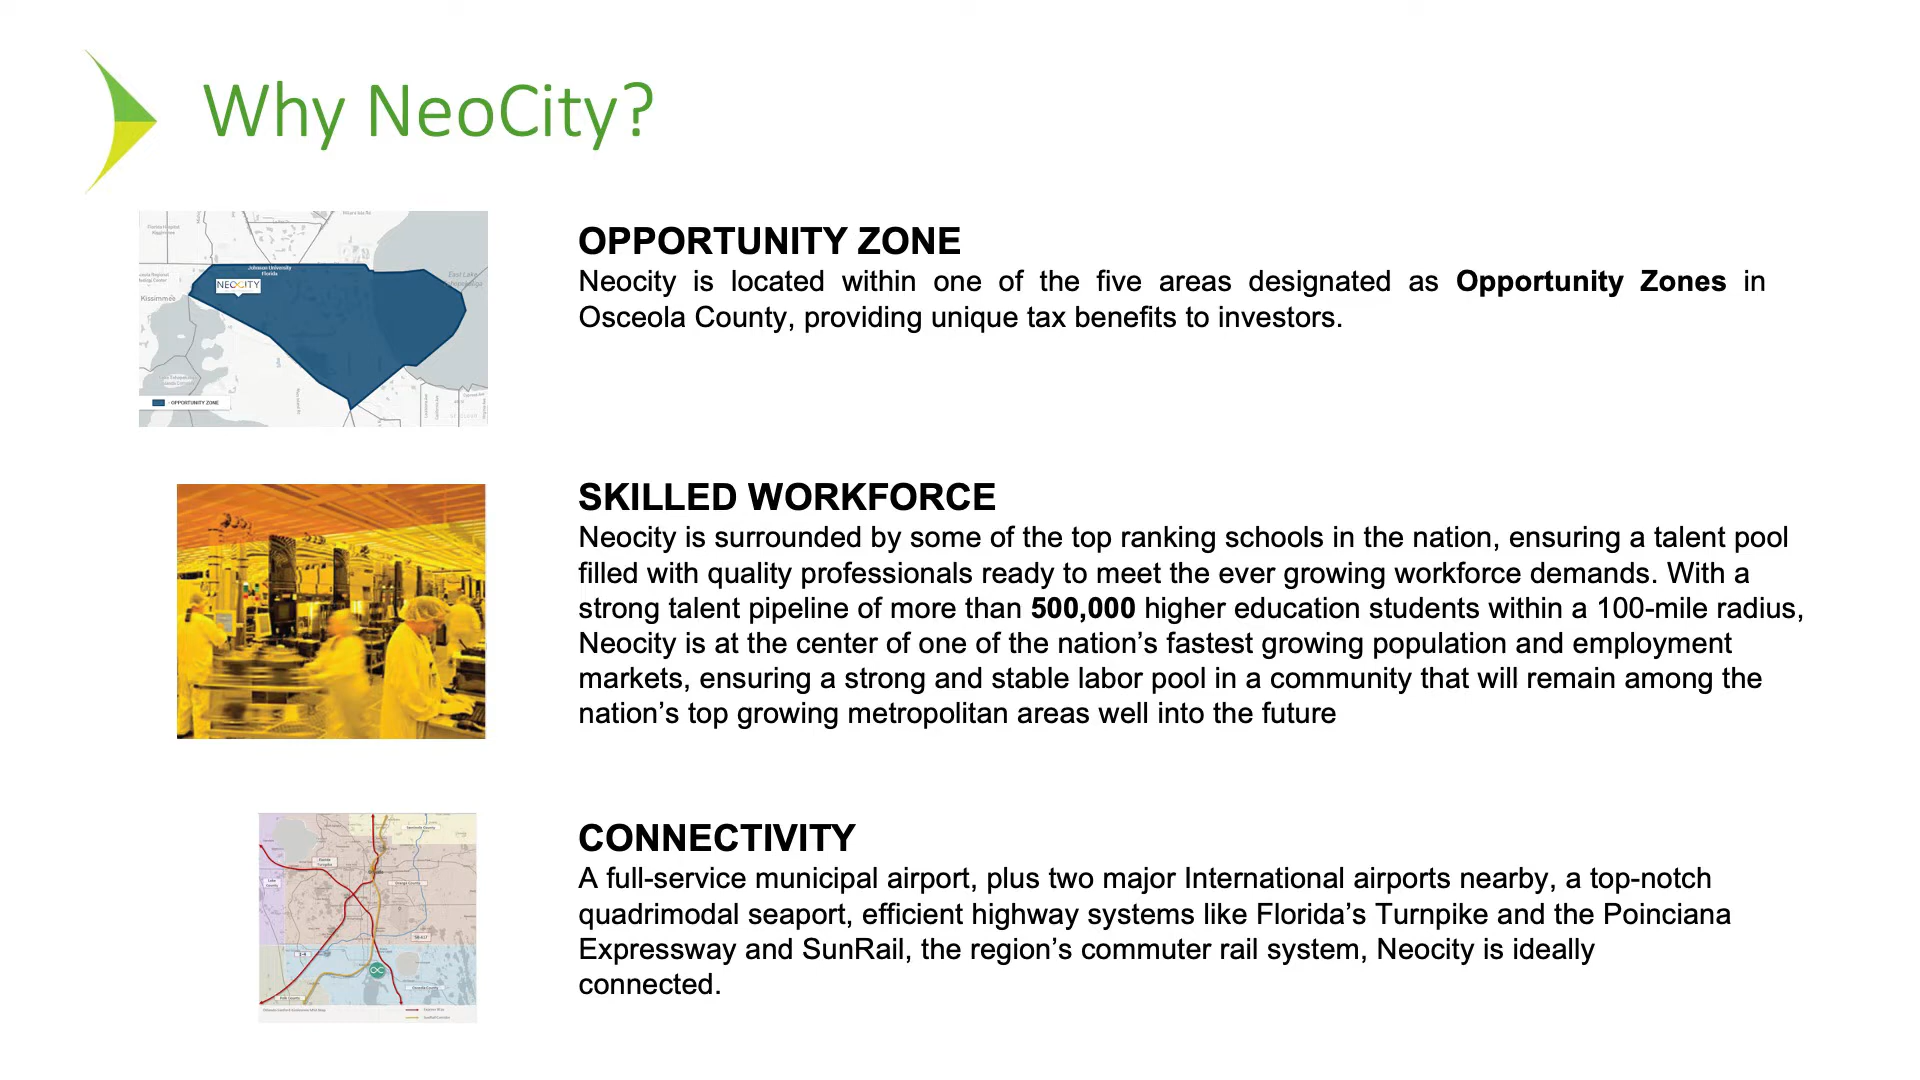 Why NeoCity?
Johnson University
Florida
NEOCITY
Kissimmee
East Lake
OPPORTUNITY ZONE
OPPORTUNITY ZONE
Neocity is located within one of the five areas designated as Opportunity Zones in
Osceola County, providing unique tax benefits to investors.
SKILLED WORKFORCE
Neocity is surrounded by some of the top ranking schools in the nation, ensuring a talent pool
filled with quality professionals ready to meet the ever growing workforce demands. With a
strong talent pipeline of more than 500,000 higher education students within a 100-mile radius,
Neocity is at the center of one of the nation’s fastest growing population and employment
markets, ensuring a strong and stable labor pool in a community that will remain among the
nation’s top growing metropolitan areas well into the future
CONNECTIVITY
A full-service municipal airport, plus two major International airports nearby, a top-notch
quadrimodal seaport, efficient highway systems like Florida’s Turnpike and the Poinciana
Expressway and SunRail, the region’s commuter rail system, Neocity is ideally
connected.